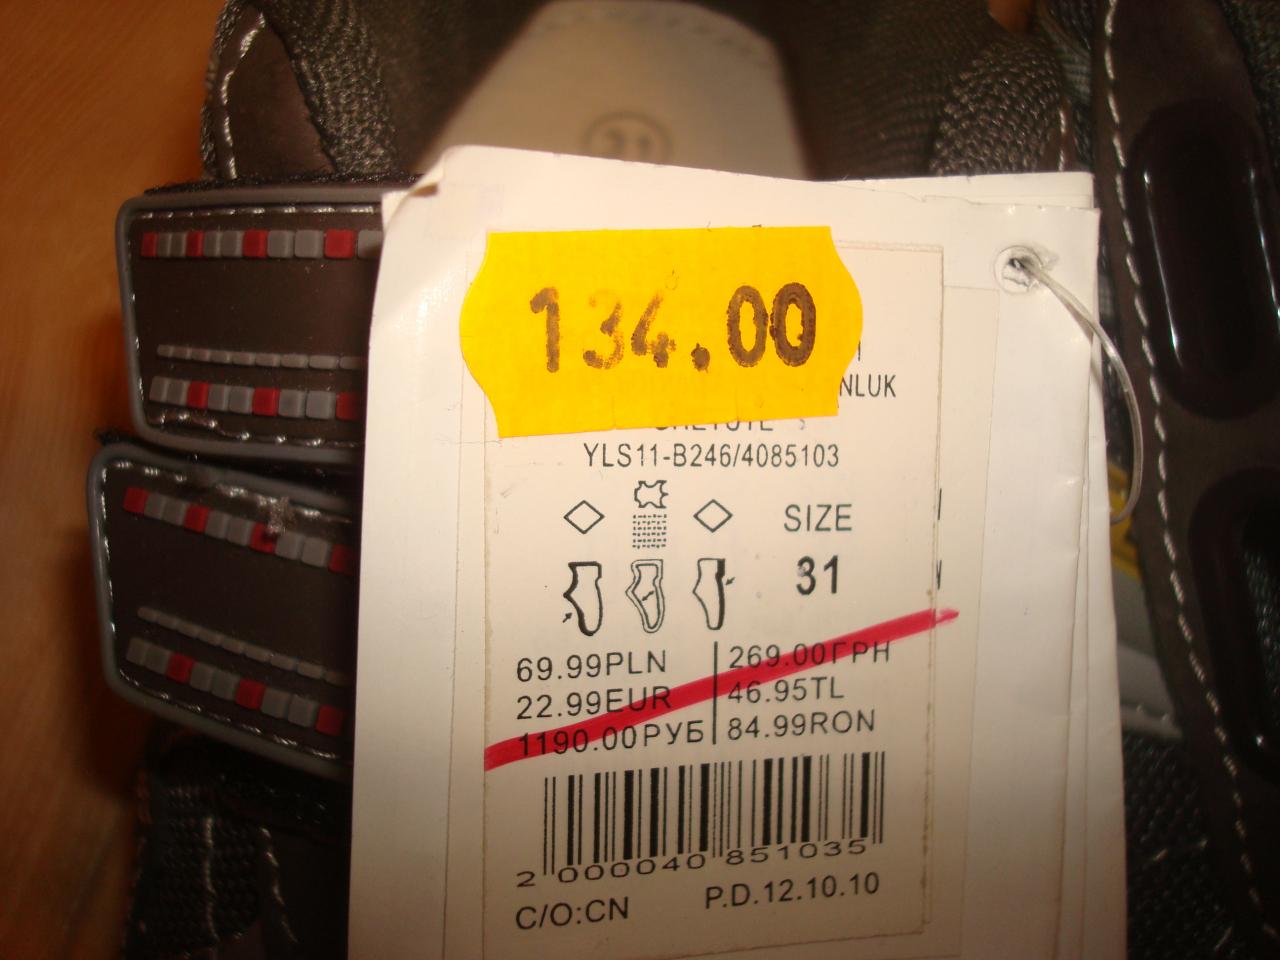 31
134.00
NLUK
YLS11-B246/4085103
SIZE
31
69.99PLN 269.00ГРН
22.99EUR 46.95TL
1190.00РУБ 84.99RON
2 000040 851035
C/O:CN P.D.12.10.10